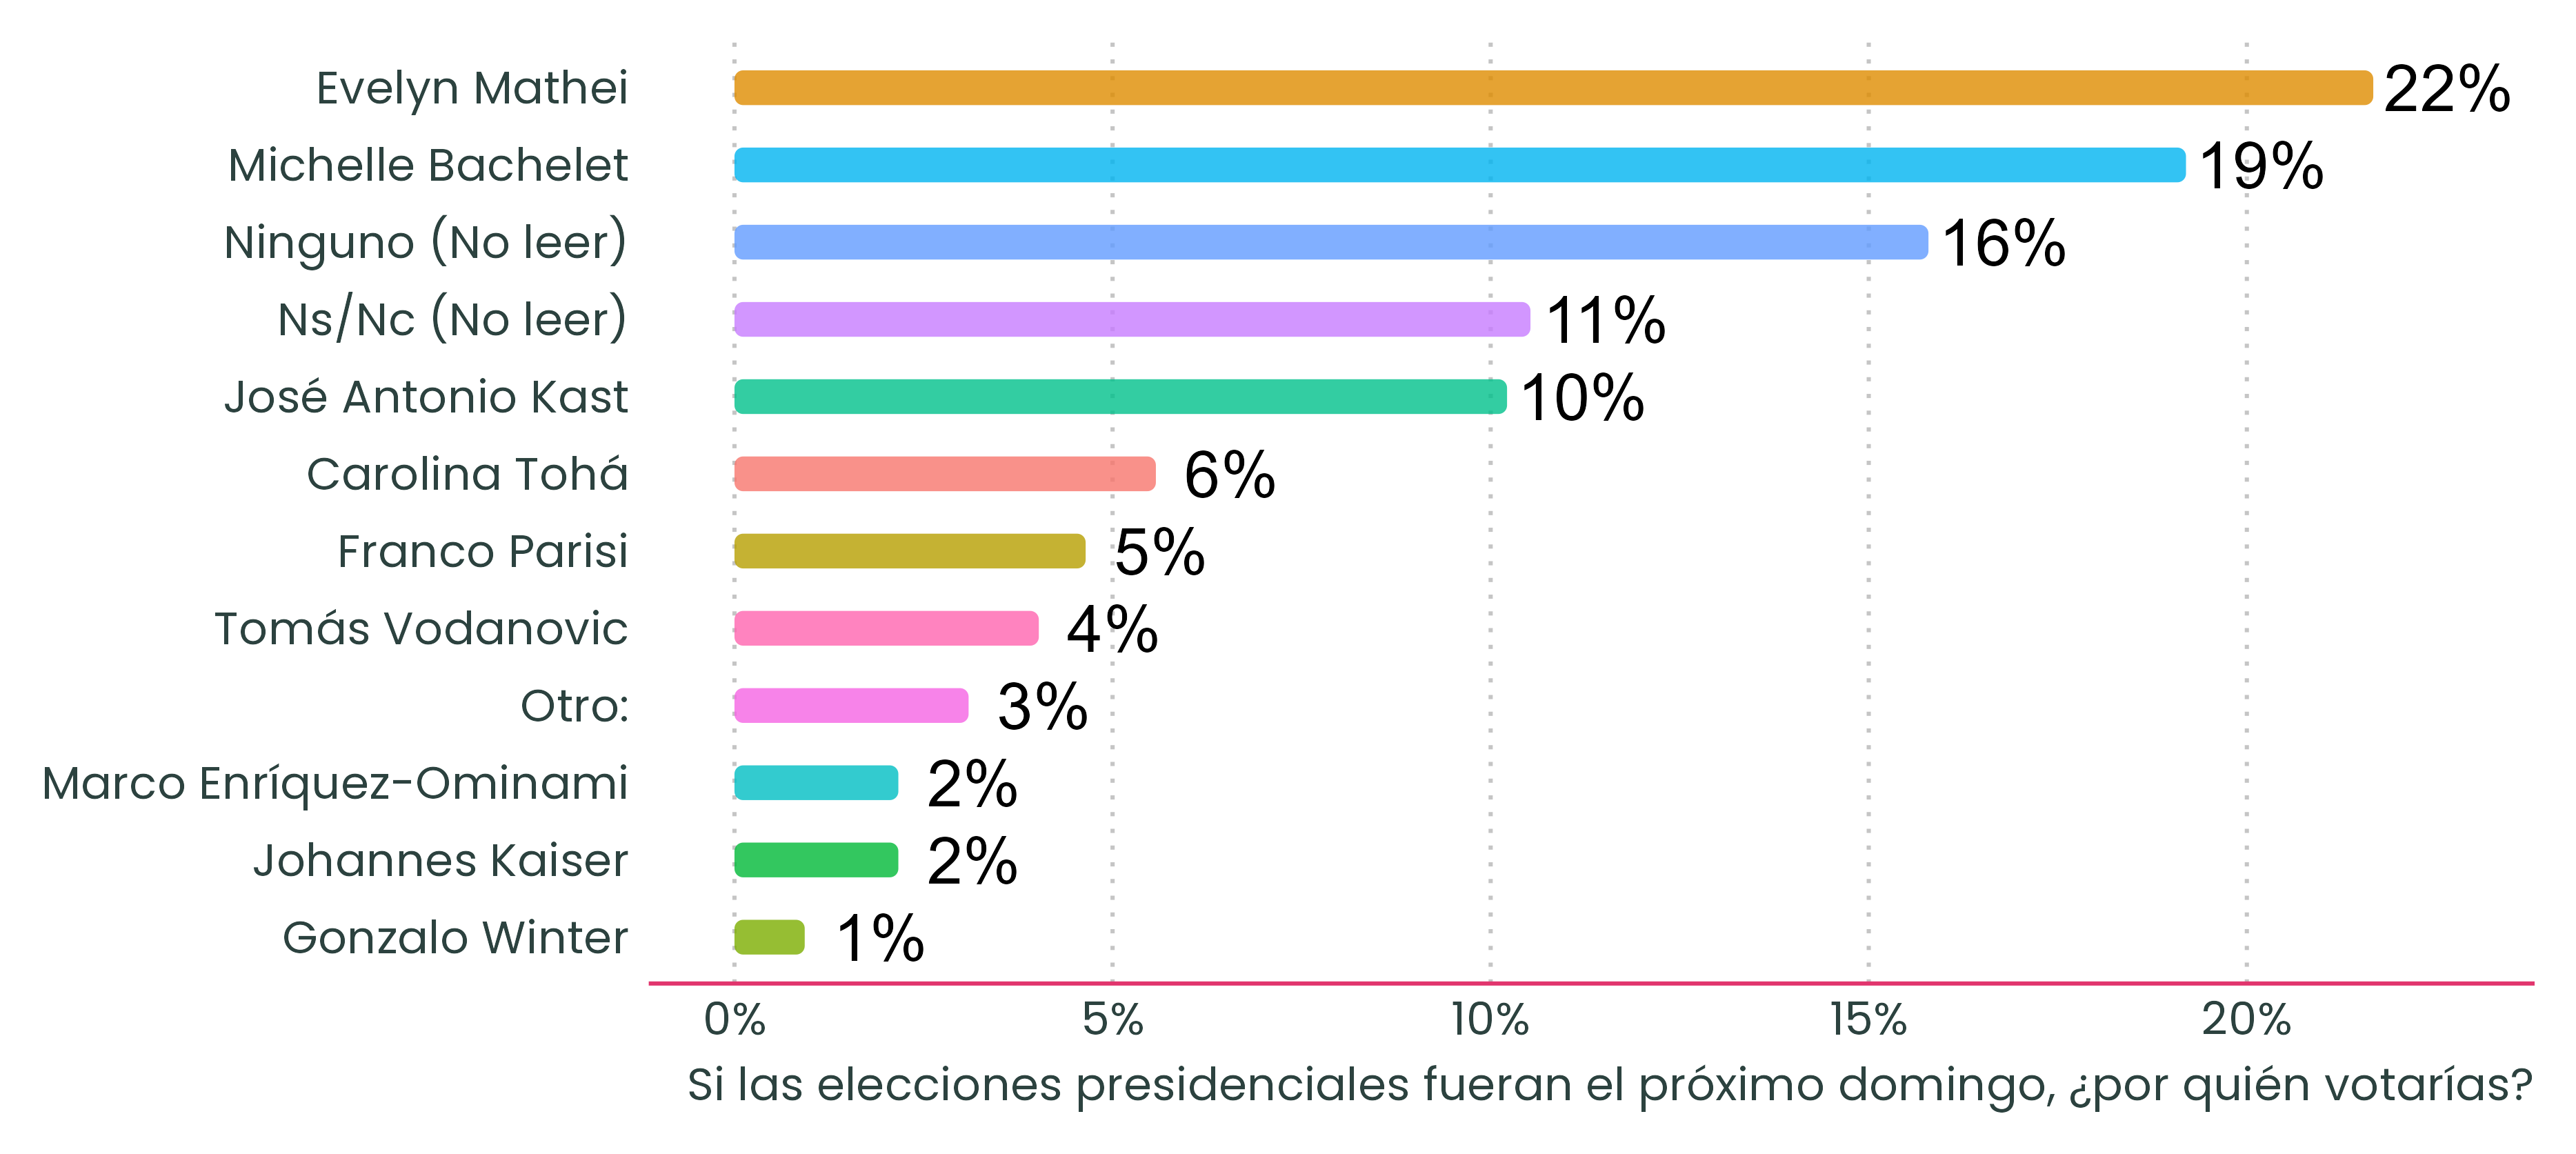 Evelyn Mathei 22%
Michelle Bachelet 19%
Ninguno (No leer) 16%
Ns/Nc (No leer) 11%
José Antonio Kast 10%
Carolina Tohá 6%
Franco Parisi 5%
Tomás Vodanovic 4%
Otro: 3%
Marco Enríquez-Ominami 2%
Johannes Kaiser 2%
Gonzalo Winter 1%
0% 5% 10% 15% 20%
Si las elecciones presidenciales fueran el próximo domingo, ¿por quién votarías?